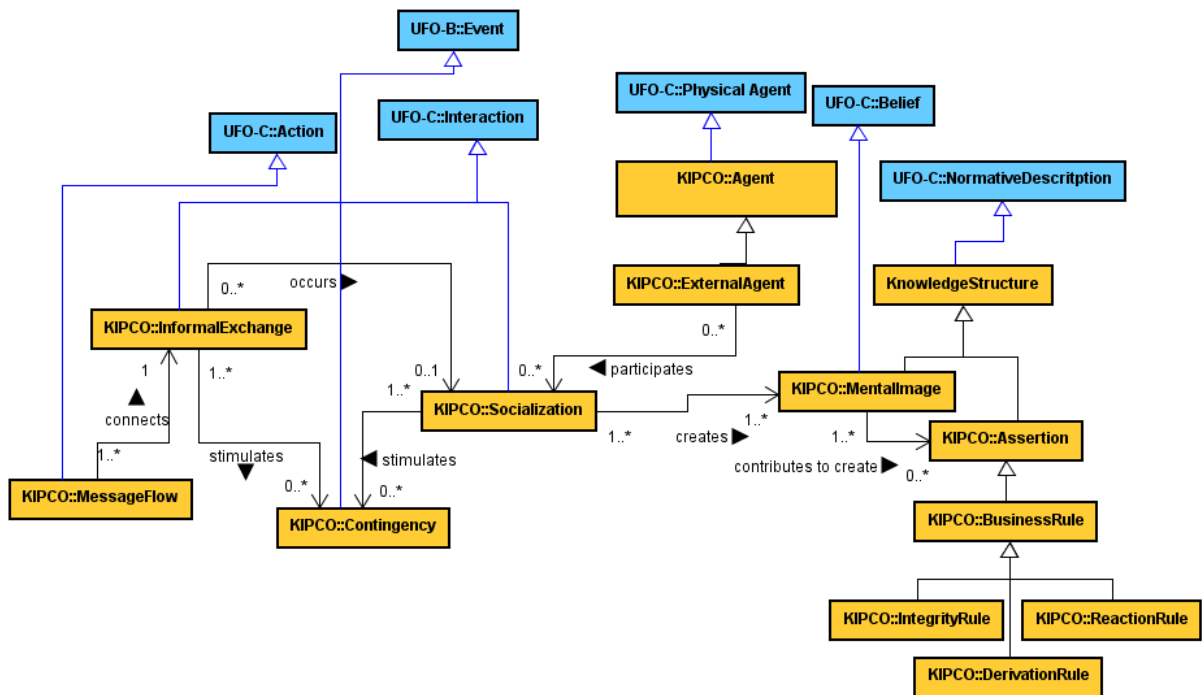 UFO-B::Event
UFO-C::Physical Agent
UFO-C::Belief
UFO-C::Action
UFO-C::Interaction
KIPCO::Agent
UFO-C::NormativeDescritption
occurs ▶
0..*
KIPCO::ExternalAgent
KnowledgeStructure
KIPCO::InformalExchange
0..*
1
1..*
0..1
0..*
◀ participates
1..*
KIPCO::Socialization
KIPCO::MentalImage
▲
connects
1..*
1..*
creates ▶
1..*
KIPCO::Assertion
1..*
stimulates
▼
◀ stimulates
contributes to create ▶
0..*
KIPCO::MessageFlow
0..*
0..*
KIPCO::Contingency
KIPCO::BusinessRule
KIPCO::IntegrityRule
KIPCO::ReactionRule
KIPCO::DerivationRule